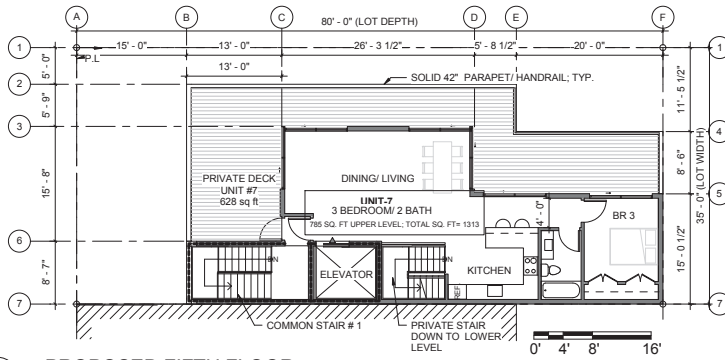 A
B
C
D
E
F
80' - 0" (LOT DEPTH)
15' - 0"
13' - 0"
26' - 3 1/2"
5' - 8 1/2"
20' - 0"
1
1
P.L
13' - 0"
5' - 0"
SOLID 42" PARAPET/ HANDRAIL; TYP.
2
5' - 9"
11' - 5 1/2"
3
4
PRIVATE DECK
UNIT #7
628 sq ft
DINING/ LIVING
15' - 8"
8' - 6"
35' - 0" (LOT WIDTH)
5
UNIT-7
3 BEDROOM/ 2 BATH
785 SQ. FT UPPER LEVEL; TOTAL SQ. FT= 1313
4' - 0"
BR 3
6
DN
ELEVATOR
DN
KITCHEN
REF
8' - 7"
15' - 0 1/2"
7
7
COMMON STAIR # 1
PRIVATE STAIR
DOWN TO LOWER
LEVEL
0' 4' 8' 16'
PROPOSED FIFTH FLOOR